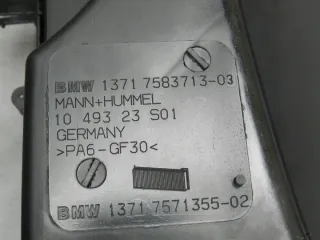 BMW 1371 7583713-03
MANN+HUMMEL
10 493 23 S01
GERMANY
>PA6-GF30<
BMW 1371 7571355-02